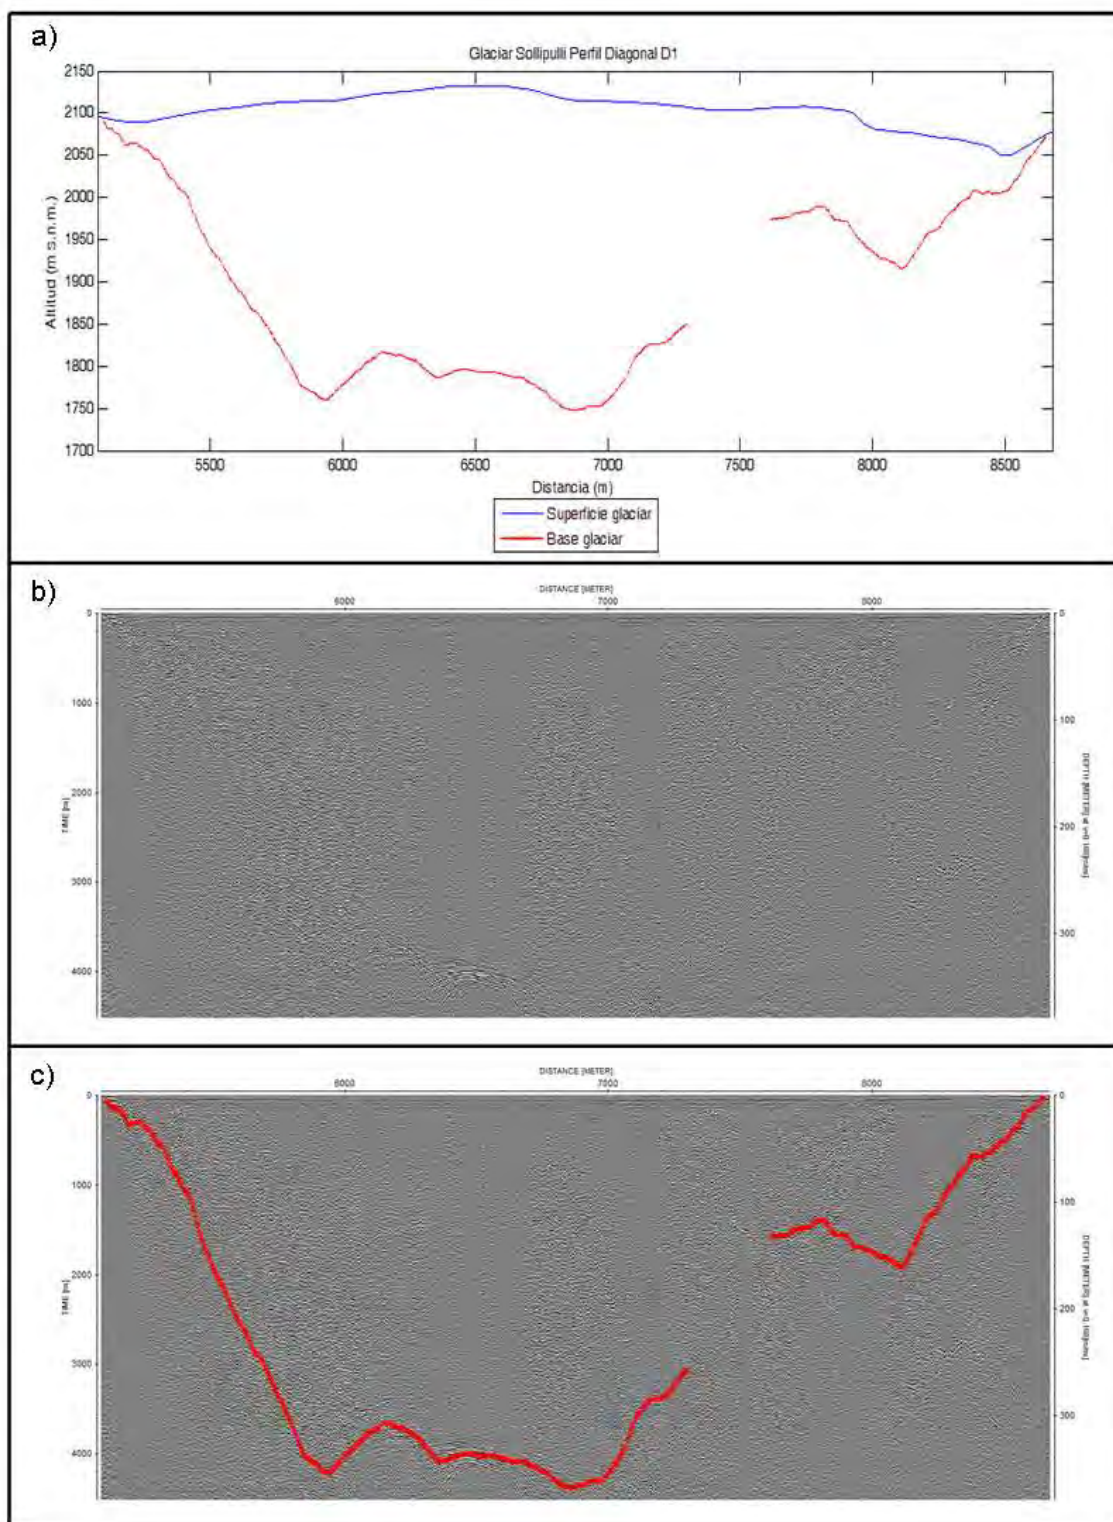 a)
Glaciar Sollipulli Perfil Diagonal D1
2150
2100
2050
2000
1950
1900
1850
1800
1750
1700
Altitud (m s.n.m.)
5500 6000 6500 7000 7500 8000 8500
Distancia (m)
Superficie glaciar
Base glaciar
b)
DISTANCE [METER]
6000 7000 8000
0
1000
2000
3000
4000
TIME [ns]
0
100
200
300
c)
DISTANCE [METER]
6000 7000 8000
0
1000
2000
3000
4000
TIME [ns]
0
100
200
300